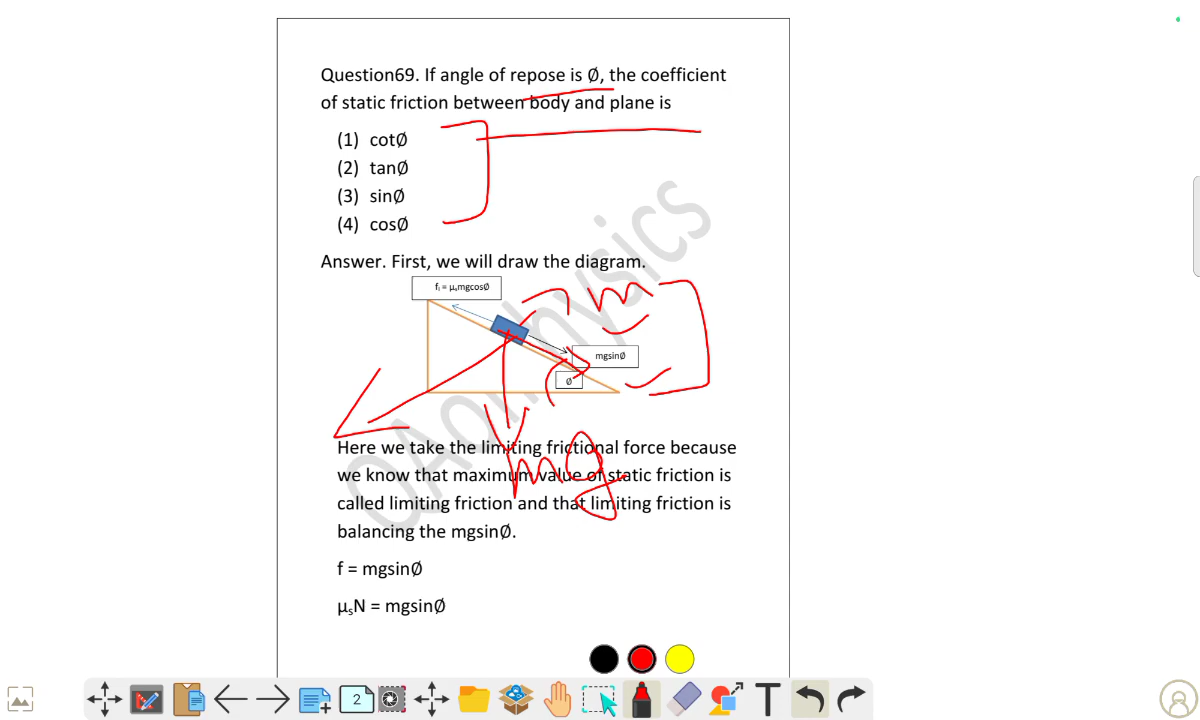 Question69. If angle of repose is Ø, the coefficient
of static friction between body and plane is
(1) cotØ
(2) tanØ
(3) sinØ
(4) cosØ
Answer. First, we will draw the diagram.
fₗ = μₛmgcosØ
m
mgsinØ
Ø
mg
Here we take the limiting frictional force because
we know that maximum value of static friction is
called limiting friction and that limiting friction is
balancing the mgsinØ.
f = mgsinØ
μₛN = mgsinØ
2
T